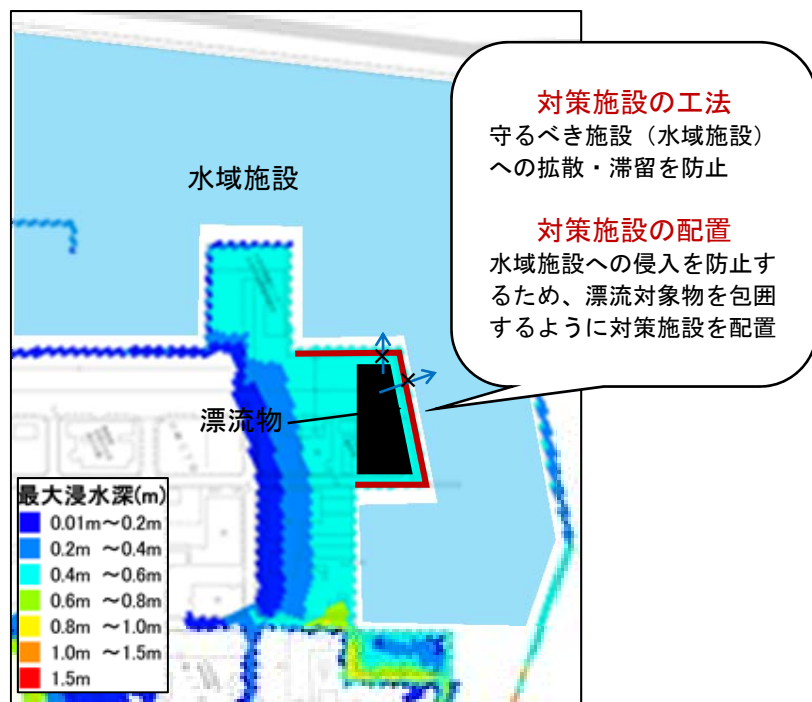 対策施設の工法
守るべき施設（水域施設）
への拡散・滞留を防止
対策施設の配置
水域施設への侵入を防止す
るため、漂流対象物を包囲
するように対策施設を配置
水域施設
漂流物
最大浸水深(m)
0.01m ～0.2m
0.2m ～0.4m
0.4m ～0.6m
0.6m ～0.8m
0.8m ～1.0m
1.0m ～1.5m
1.5m